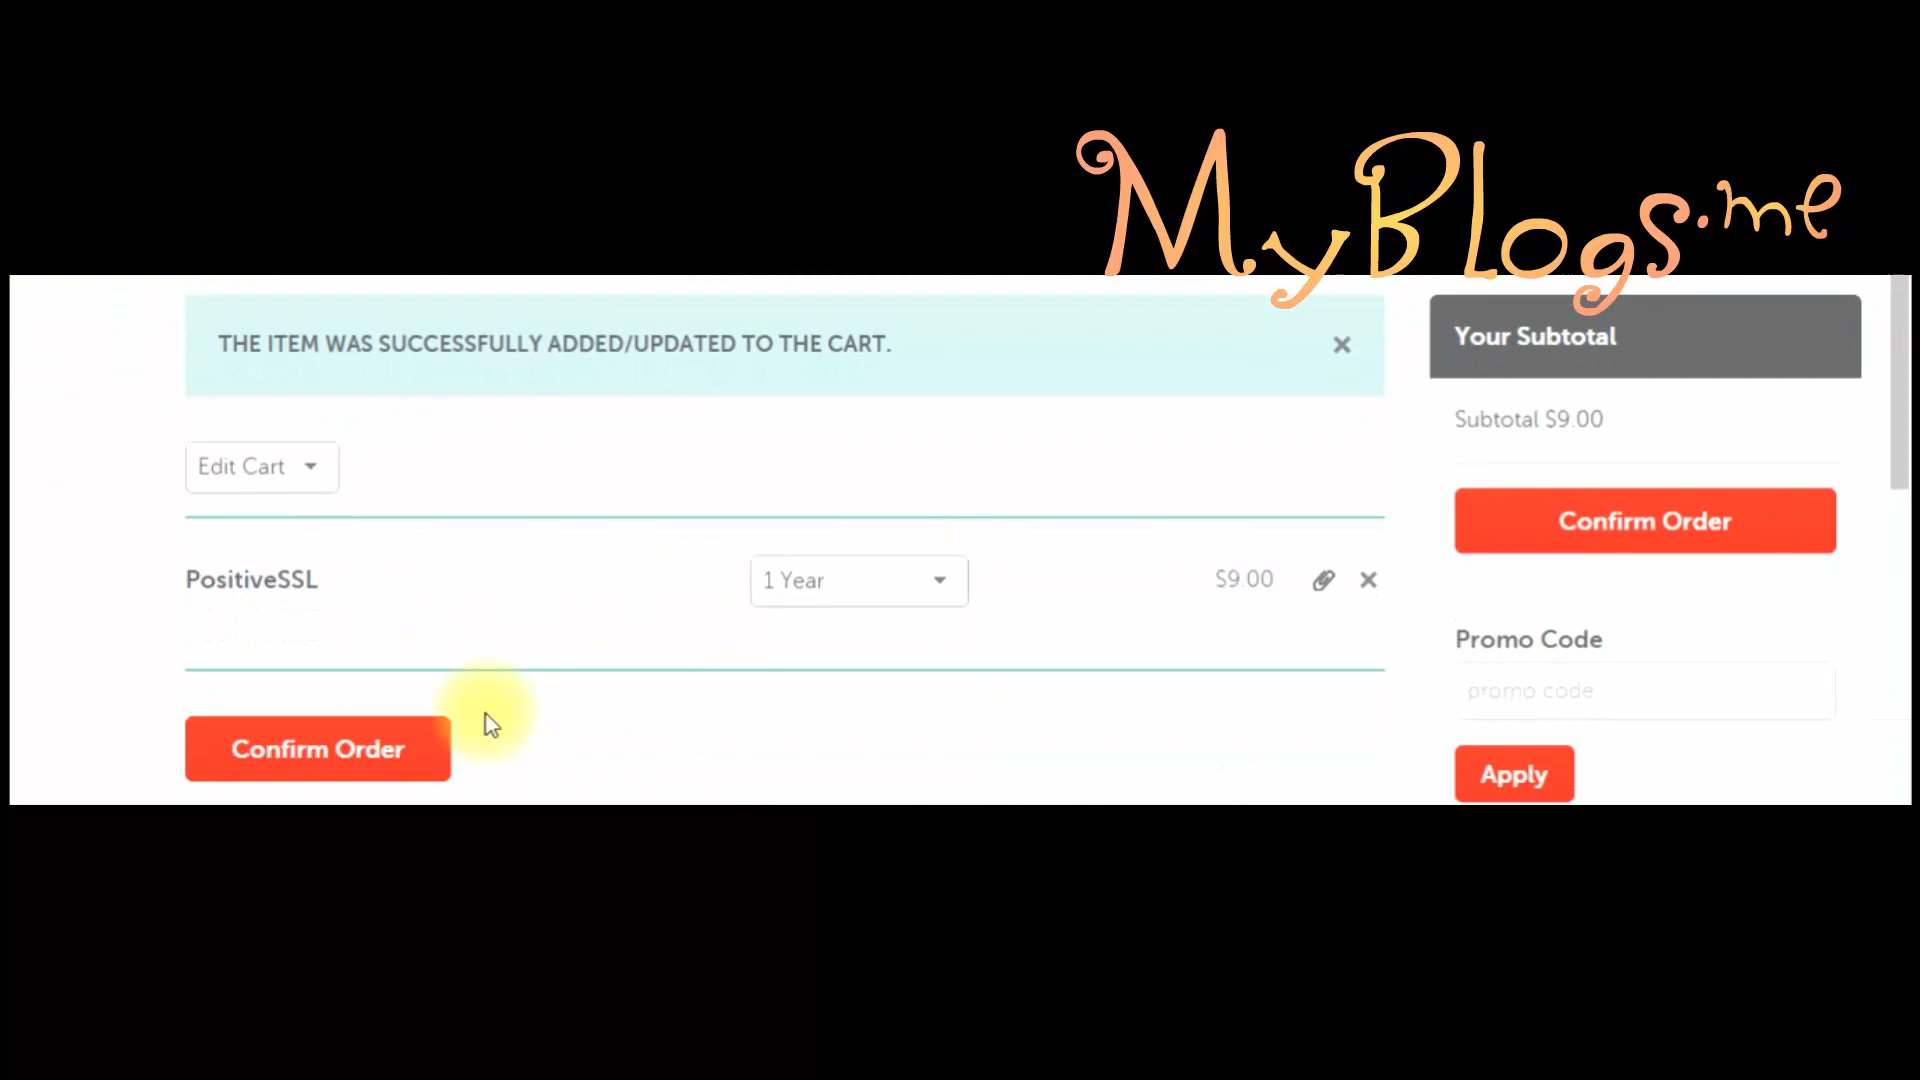 MyBlogs.me
THE ITEM WAS SUCCESSFULLY ADDED/UPDATED TO THE CART.
Your Subtotal
Subtotal $9.00
Edit Cart
Confirm Order
PositiveSSL
1 Year
$9.00
Promo Code
promo code
Confirm Order
Apply